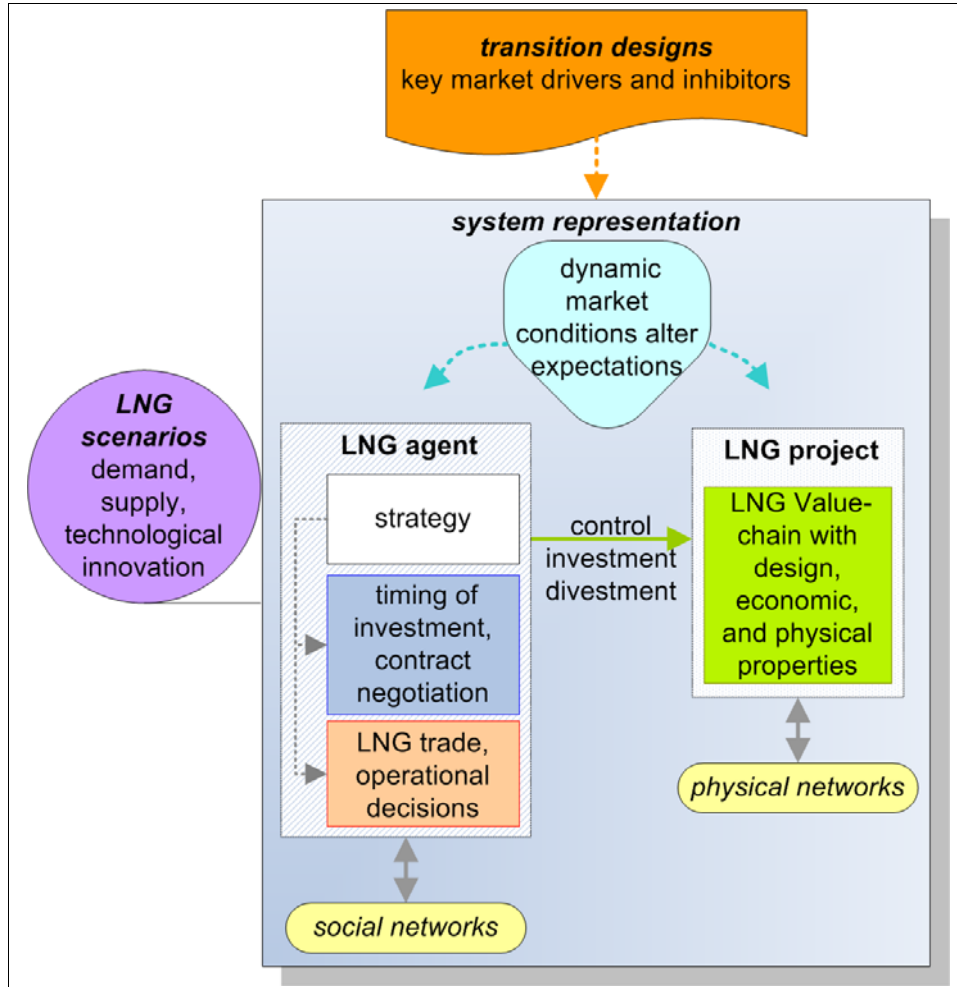 transition designs
key market drivers and inhibitors
system representation
dynamic
market
conditions alter
expectations
LNG
scenarios
demand,
supply,
technological
innovation
LNG agent
strategy
timing of
investment,
contract
negotiation
LNG trade,
operational
decisions
control
investment
divestment
LNG project
LNG Value-
chain with
design,
economic,
and physical
properties
physical networks
social networks